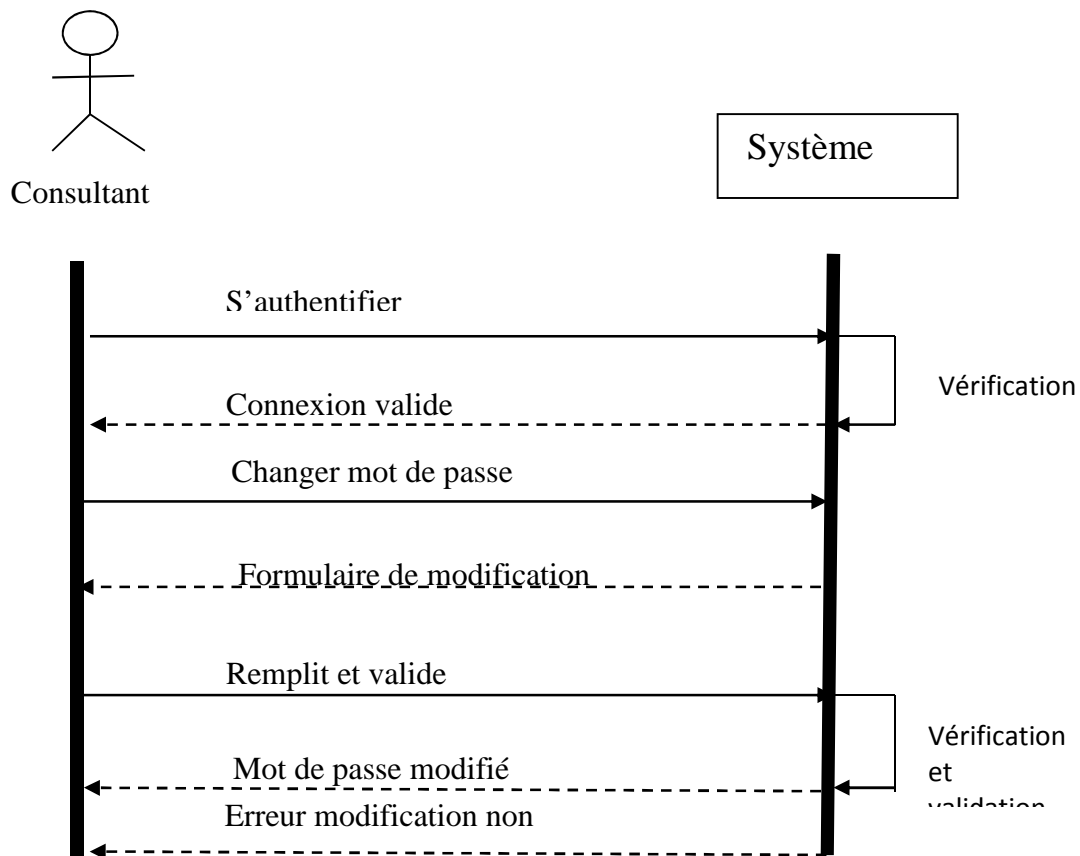 Système
Consultant
S'authentifier
Vérification
Connexion valide
Changer mot de passe
Formulaire de modification
Remplit et valide
Vérification
et
validation
Mot de passe modifié
Erreur modification non